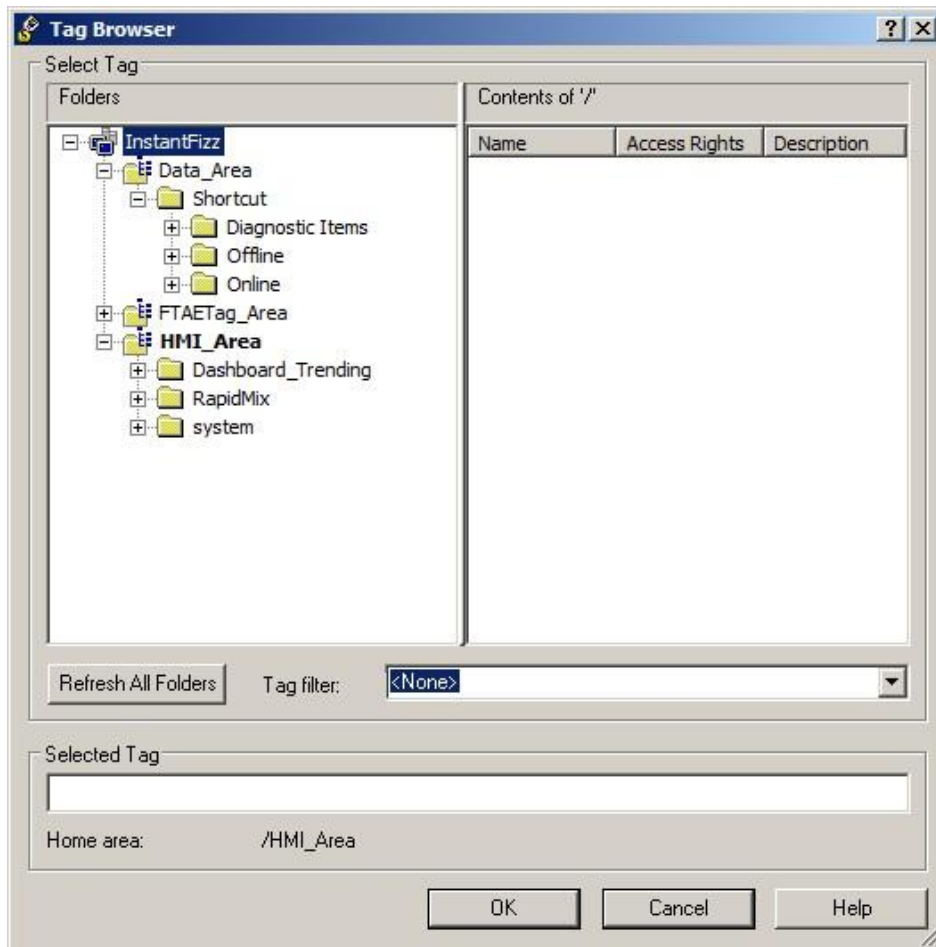 Tag Browser
Select Tag
Folders
Contents of '/'
InstantFizz
Name Access Rights Description
Data_Area
Shortcut
Diagnostic Items
Offline
Online
FTAETag_Area
HMI_Area
Dashboard_Trending
RapidMix
system
Refresh All Folders Tag filter: <None>
Selected Tag
Home area: /HMI_Area
OK Cancel Help